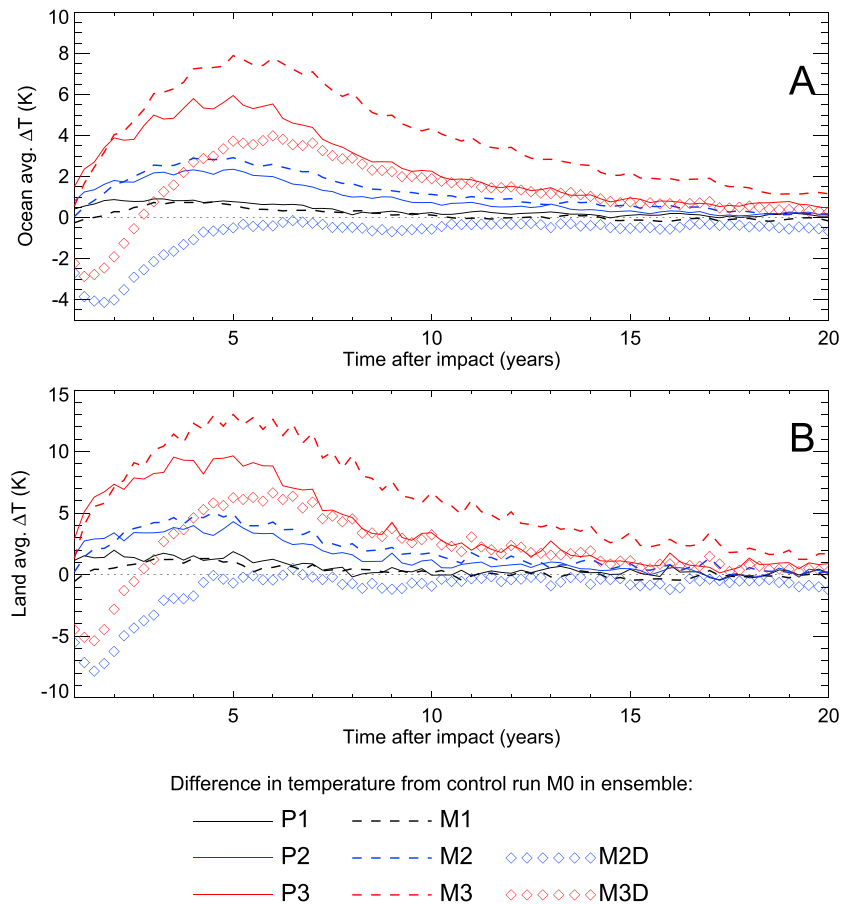 10
8
6
4
2
0
-2
-4
Ocean avg. ΔT (K)
A
5 10 15 20
Time after impact (years)
15
10
5
0
-5
-10
Land avg. ΔT (K)
B
5 10 15 20
Time after impact (years)
Difference in temperature from control run M0 in ensemble:
P1 M1
P2 M2 M2D
P3 M3 M3D